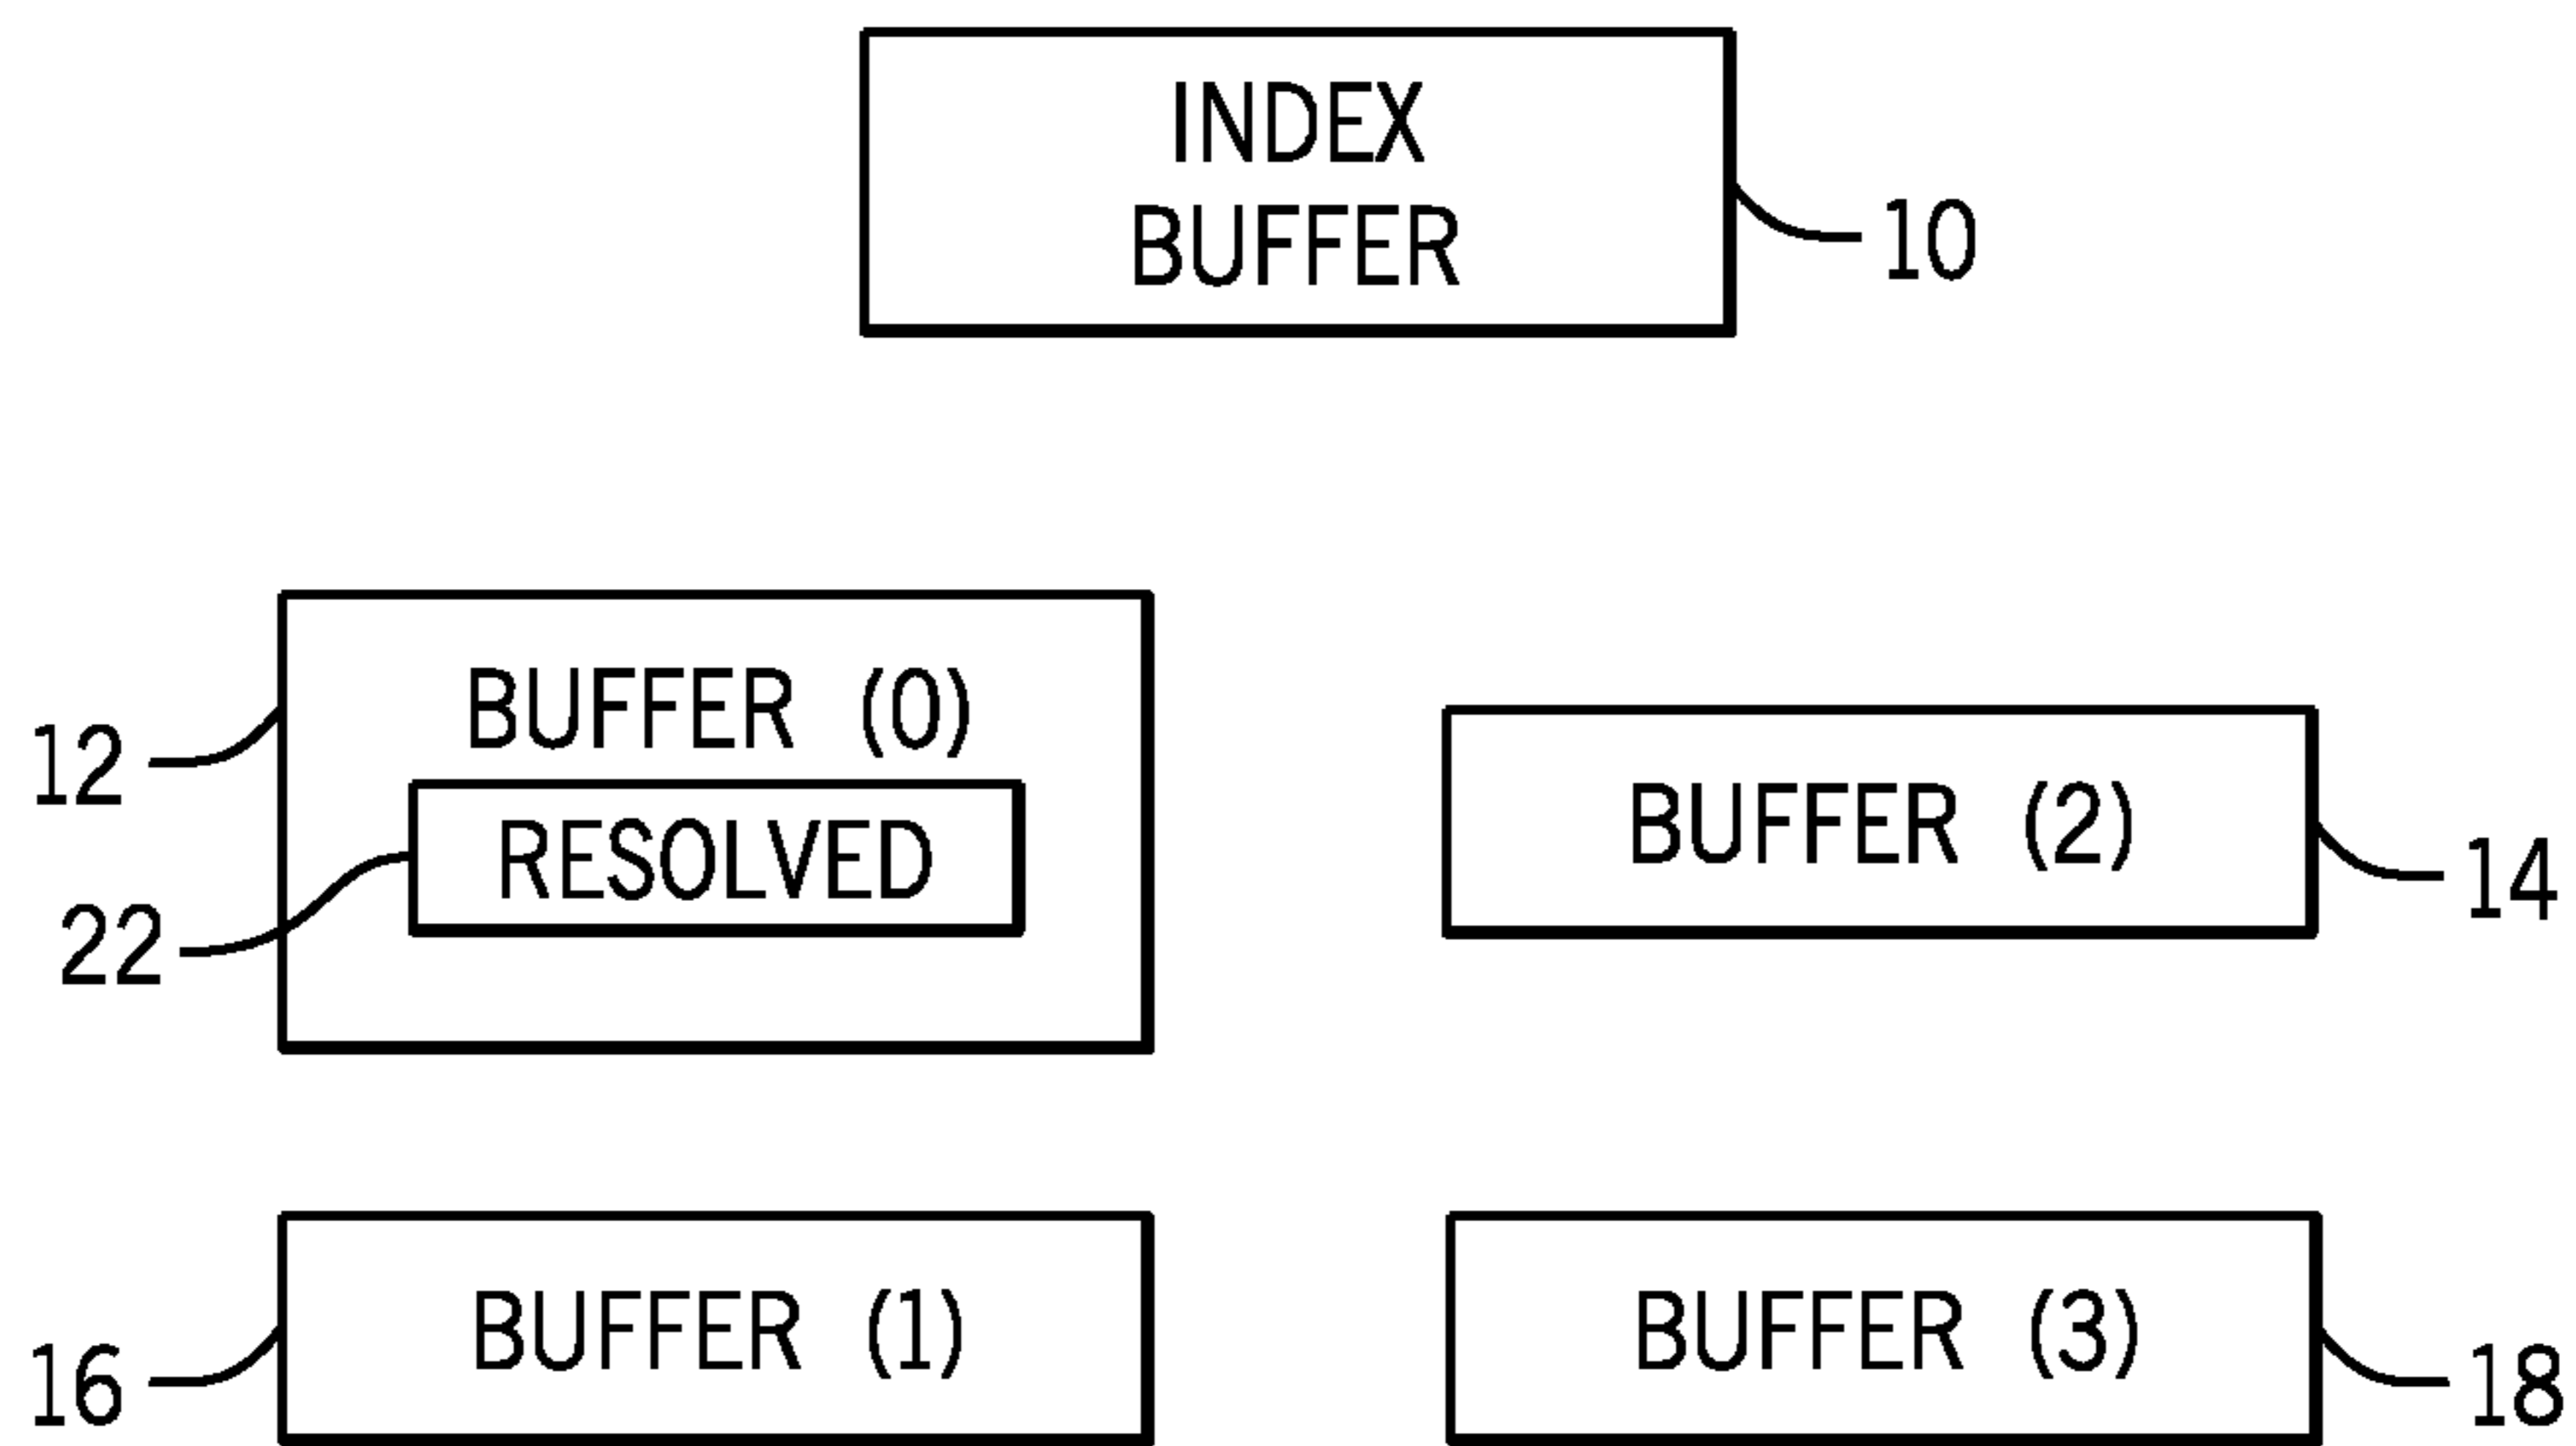 INDEX
BUFFER
10
BUFFER (0)
12
RESOLVED
22
BUFFER (2)
14
BUFFER (1)
16
BUFFER (3)
18